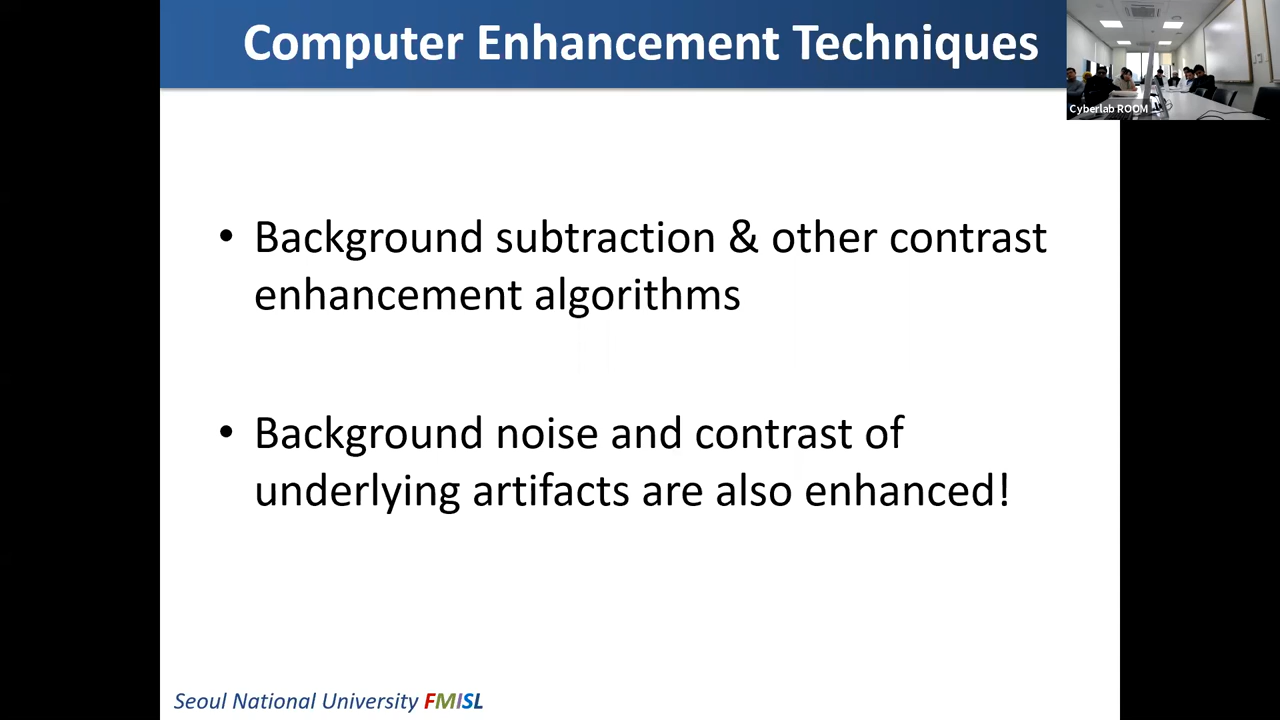 Computer Enhancement Techniques
Cyberlab ROOM
• Background subtraction & other contrast
enhancement algorithms
• Background noise and contrast of
underlying artifacts are also enhanced!
Seoul National University FMISL